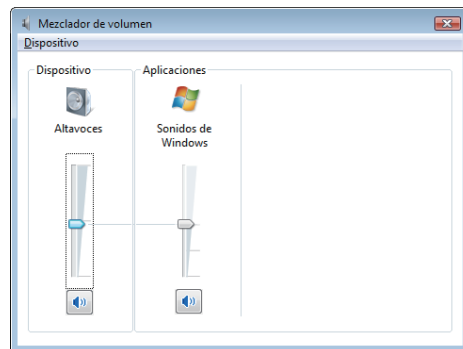 Mezclador de volumen
Dispositivo
Dispositivo
Aplicaciones
Altavoces
Sonidos de
Windows